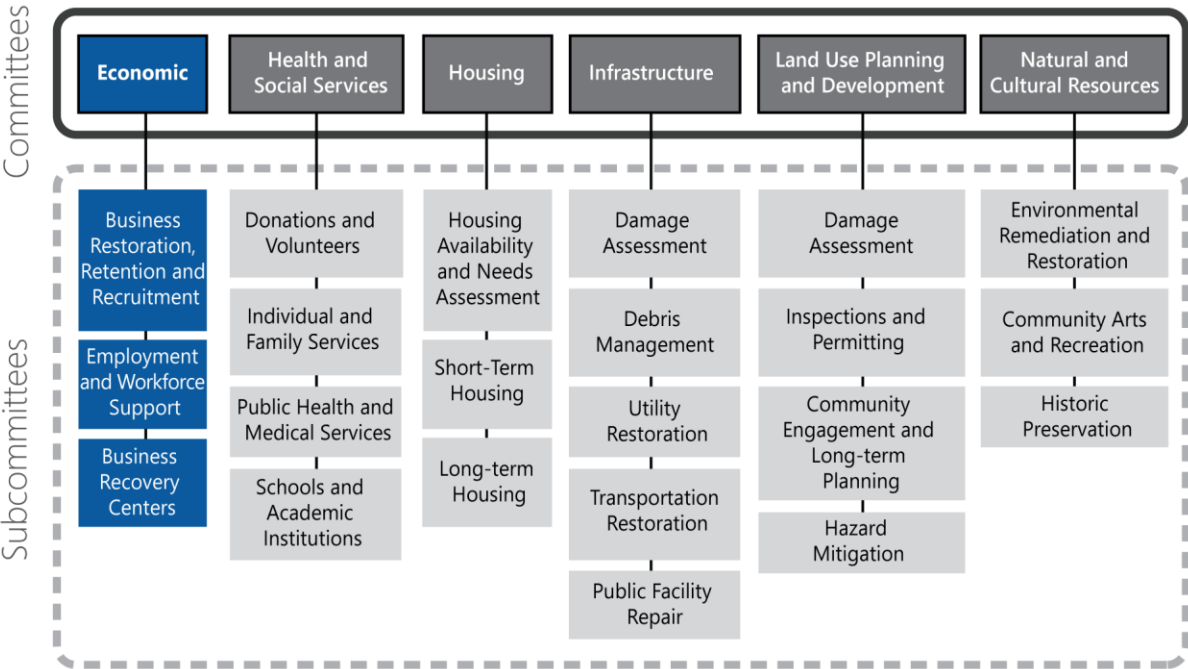 Committees
Economic
Health and
Social Services
Housing
Infrastructure
Land Use Planning
and Development
Natural and
Cultural Resources
Subcommittees
Business
Restoration,
Retention and
Recruitment
Employment
and Workforce
Support
Business
Recovery
Centers
Donations and
Volunteers
Individual and
Family Services
Public Health and
Medical Services
Schools and
Academic
Institutions
Housing
Availability
and Needs
Assessment
Short-Term
Housing
Long-term
Housing
Damage
Assessment
Debris
Management
Utility
Restoration
Transportation
Restoration
Public Facility
Repair
Damage
Assessment
Inspections and
Permitting
Community
Engagement and
Long-term
Planning
Hazard
Mitigation
Environmental
Remediation and
Restoration
Community Arts
and Recreation
Historic
Preservation